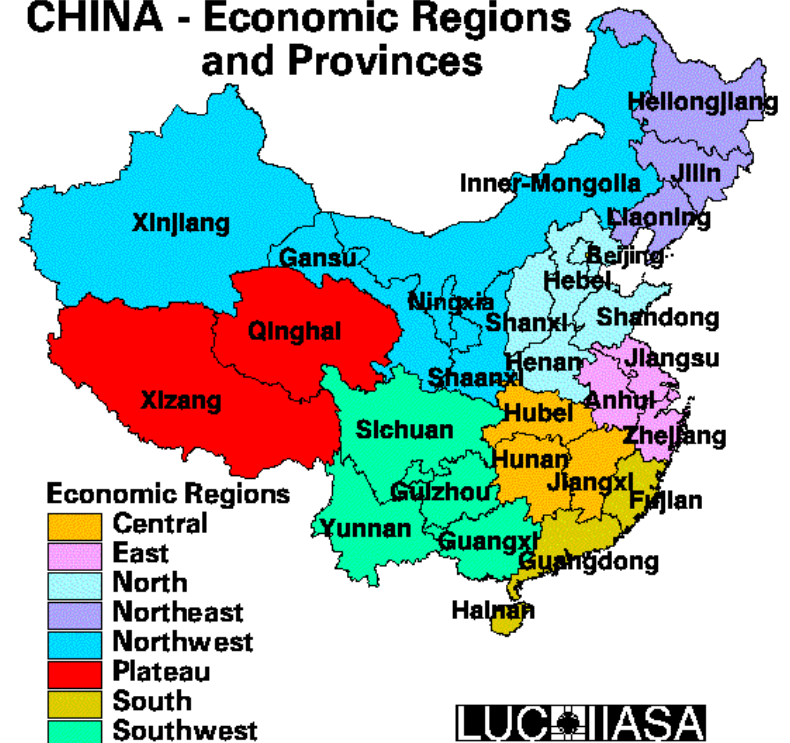 CHINA - Economic Regions
and Provinces
Heilongjiang
Jilin
Inner-Mongolia
Liaoning
Xinjiang
Beijing
Gansu
Hebei
Ningxia
Shandong
Shanxi
Qinghai
Jiangsu
Henan
Shaanxi
Xizang
Anhui
Hubei
Sichuan
Zhejiang
Hunan
Jiangxi
Guizhou
Fujian
Yunnan
Guangxi
Guangdong
Hainan
Economic Regions
Central
East
North
Northeast
Northwest
Plateau
South
Southwest
LUC IIASA